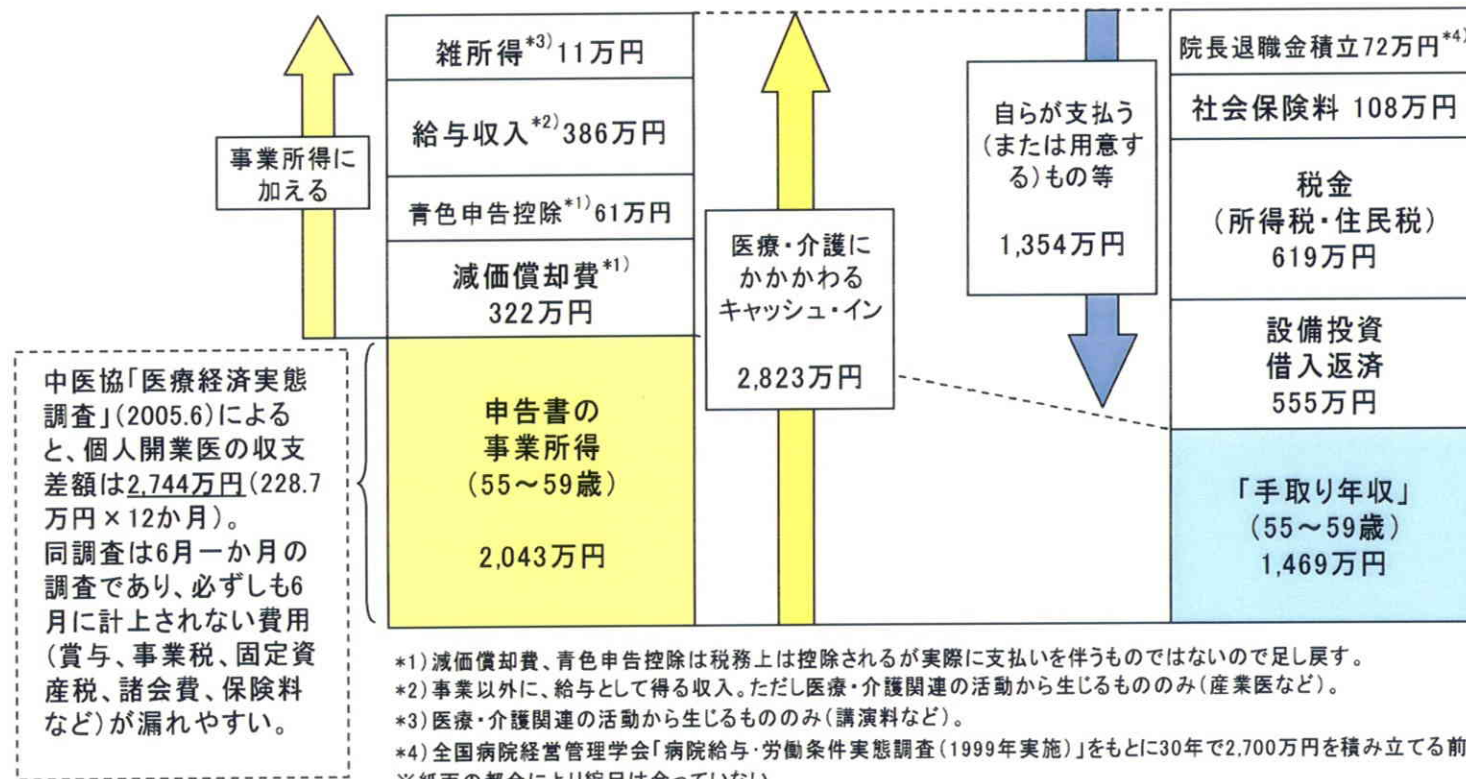 雑所得*3)11万円
給与収入*2)386万円
青色申告控除*1)61万円
減価償却費*1)
322万円
事業所得に
加える
申告書の
事業所得
(55～59歳)
2,043万円
中医協「医療経済実態
調査」(2005.6)による
と、個人開業医の収支
差額は2,744万円(228.7
万円×12か月)。
同調査は6月一か月の
調査であり、必ずしも6
月に計上されない費用
(賞与、事業税、固定資
産税、諸会費、保険料
など)が漏れやすい。
医療・介護に
かかかわる
キャッシュ・イン
2,823万円
自らが支払う
(または用意す
る)もの等
1,354万円
院長退職金積立72万円*4)
社会保険料 108万円
税金
(所得税・住民税)
619万円
設備投資
借入返済
555万円
「手取り年収」
(55～59歳)
1,469万円
*1)減価償却費、青色申告控除は税務上は控除されるが実際に支払いを伴うものではないので足し戻す。
*2)事業以外に、給与として得る収入。ただし医療・介護関連の活動から生じるもののみ(産業医など)。
*3)医療・介護関連の活動から生じるもののみ(講演料など)。
*4)全国病院経営管理学会「病院給与・労働条件実態調査(1999年実施)」をもとに30年で2,700万円を積み立てる前
※紙面の都合により縮尺は合っていない